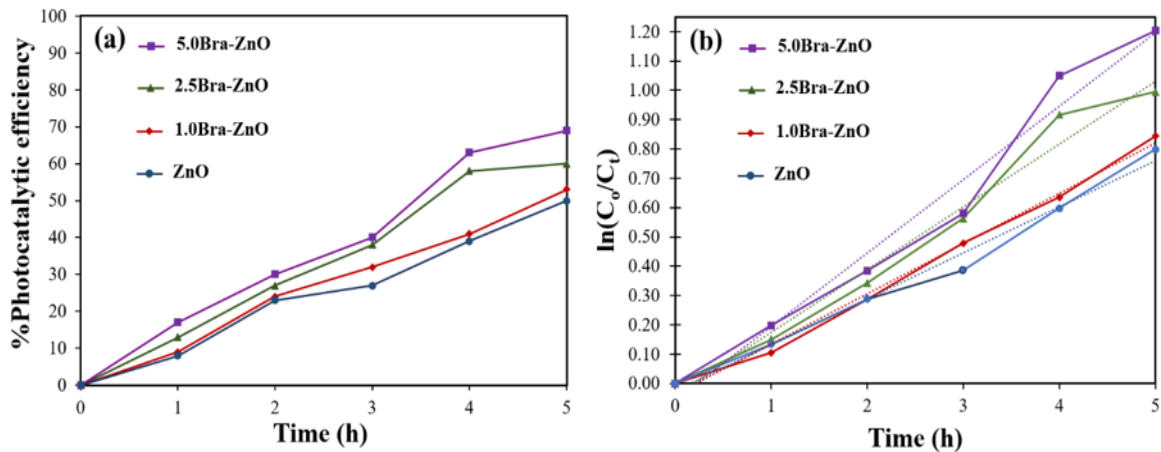 (a)
5.0Bra-ZnO
2.5Bra-ZnO
1.0Bra-ZnO
ZnO
%Photocatalytic efficiency
100
90
80
70
60
50
40
30
20
10
0
0 1 2 3 4 5
Time (h)
(b)
5.0Bra-ZnO
2.5Bra-ZnO
1.0Bra-ZnO
ZnO
ln(Co/Ct)
1.20
1.10
1.00
0.90
0.80
0.70
0.60
0.50
0.40
0.30
0.20
0.10
0.00
0 1 2 3 4 5
Time (h)